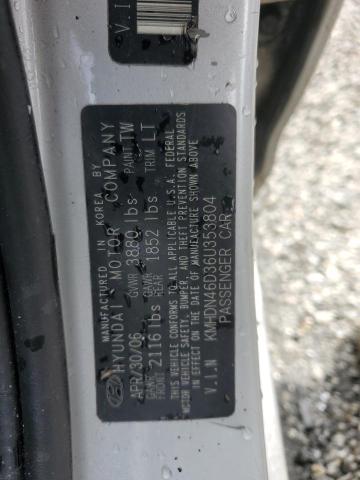 V.I
MANUFACTURED IN KOREA BY
HYUNDAI MOTOR COMPANY
APR/30/06 GVWR 3880 lbs PAINT TW
GAWR FRONT 2116 lbs GAWR REAR 1852 lbs TRIM LT
THIS VEHICLE CONFORMS TO ALL APPLICABLE U.S.A. FEDERAL
MOTOR VEHICLE SAFETY, BUMPER, AND THEFT PREVENTION STANDARDS
IN EFFECT ON THE DATE OF MANUFACTURE SHOWN ABOVE
V.I.N KMHDN46D36U353804
PASSENGER CAR